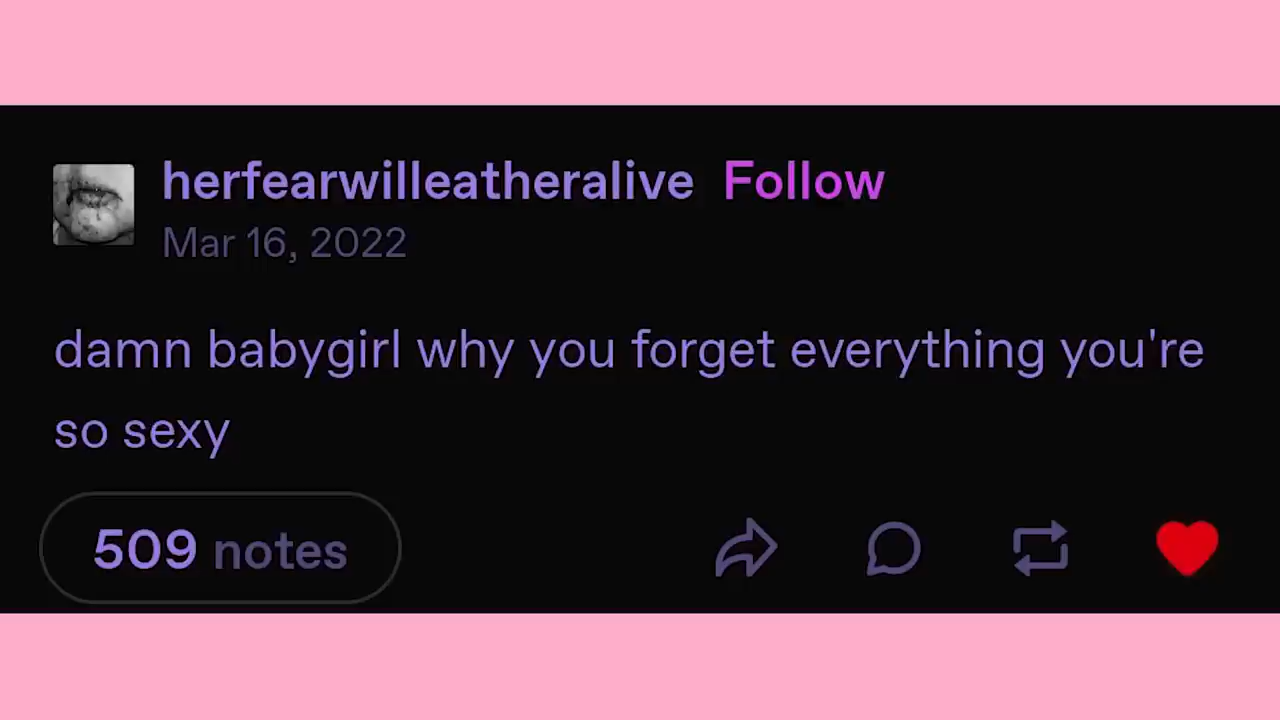 herfearwilleatheralive Follow
Mar 16, 2022
damn babygirl why you forget everything you're
so sexy
509 notes